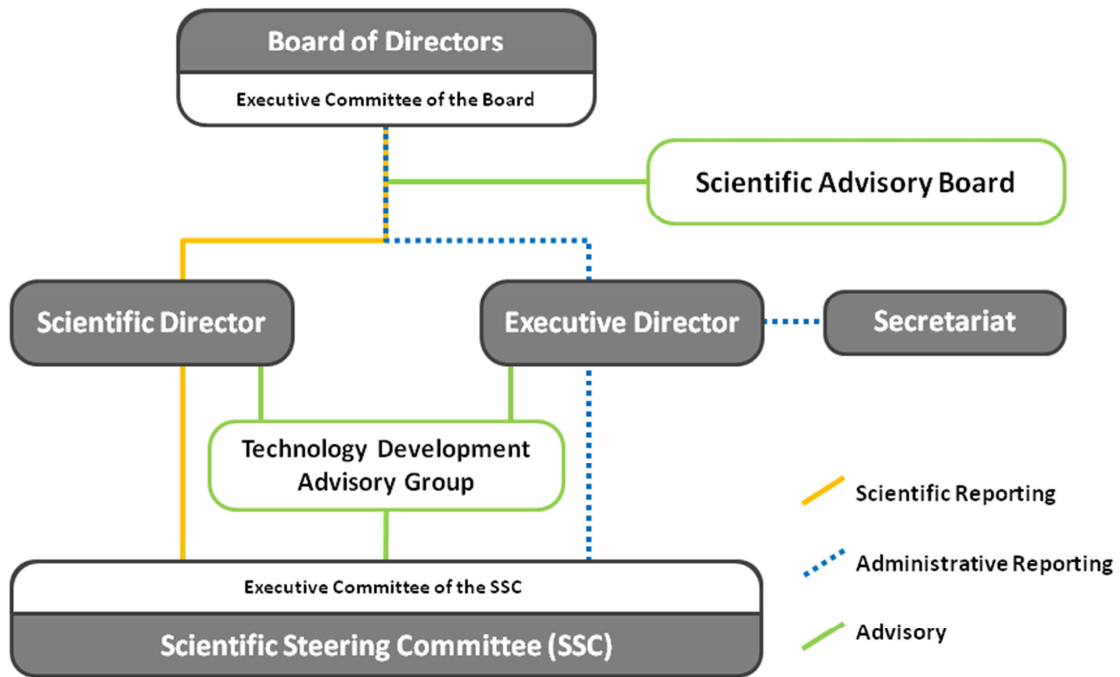 Board of Directors
Executive Committee of the Board
Scientific Advisory Board
Scientific Director
Executive Director
Secretariat
Technology Development
Advisory Group
Executive Committee of the SSC
Scientific Steering Committee (SSC)
Scientific Reporting
Administrative Reporting
Advisory